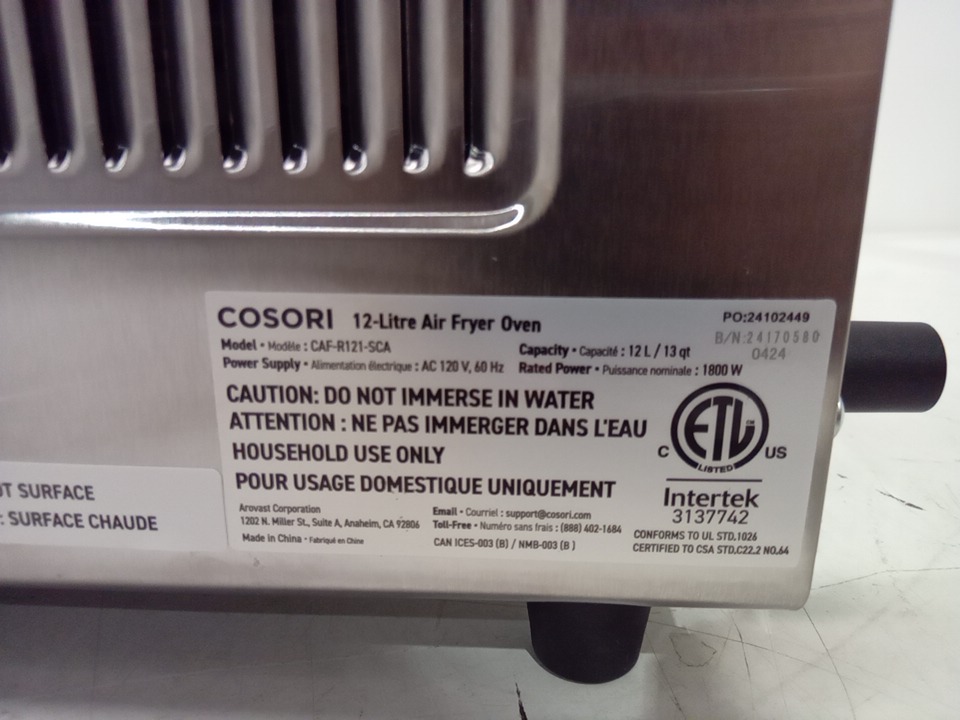 COSORI 12-Litre Air Fryer Oven
PO:24102449
B/N:24170580
0424
Model • Modèle : CAF-R121-SCA
Capacity • Capacité : 12 L / 13 qt
Power Supply • Alimentation électrique : AC 120 V, 60 Hz
Rated Power • Puissance nominale : 1800 W
CAUTION: DO NOT IMMERSE IN WATER
ATTENTION : NE PAS IMMERGER DANS L'EAU
HOUSEHOLD USE ONLY
POUR USAGE DOMESTIQUE UNIQUEMENT
Arovast Corporation
1202 N. Miller St., Suite A, Anaheim, CA 92806
Made in China • Fabriqué en Chine
Email • Courriel : support@cosori.com
Toll-Free • Numéro sans frais : (888) 402-1684
CAN ICES-003 (B) / NMB-003 (B )
ETL
CM
LISTED
C US
Intertek
3137742
CONFORMS TO UL STD.1026
CERTIFIED TO CSA STD.C22.2 NO.64
SURFACE
: SURFACE CHAUDE